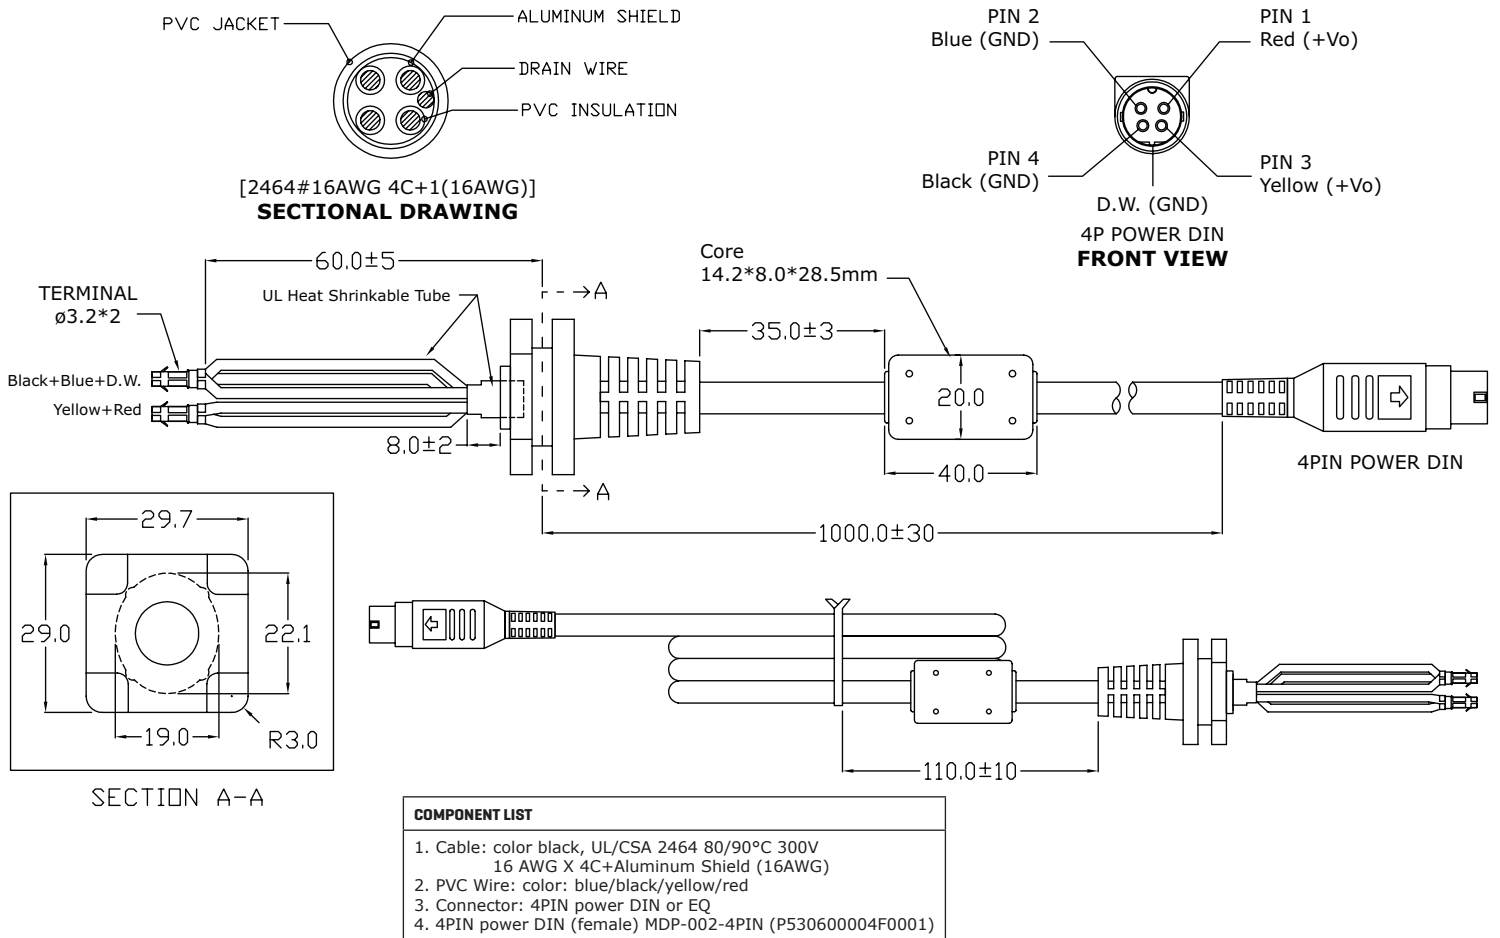 PVC JACKET
ALUMINUM SHIELD
DRAIN WIRE
PVC INSULATION
[2464#16AWG 4C+1(16AWG)]
SECTIONAL DRAWING
PIN 2
Blue (GND)
PIN 1
Red (+Vo)
PIN 4
Black (GND)
PIN 3
Yellow (+Vo)
D.W. (GND)
4P POWER DIN
FRONT VIEW
60.0±5
TERMINAL
ø3.2*2
UL Heat Shrinkable Tube
A
Core
14.2*8.0*28.5mm
35.0±3
Black+Blue+D.W.
Yellow+Red
20.0
8.0±2
40.0
4PIN POWER DIN
A
1000.0±30
29.7
29.0
22.1
19.0
R3.0
SECTION A-A
110.0±10
COMPONENT LIST
1. Cable: color black, UL/CSA 2464 80/90°C 300V
16 AWG X 4C+Aluminum Shield (16AWG)
2. PVC Wire: color: blue/black/yellow/red
3. Connector: 4PIN power DIN or EQ
4. 4PIN power DIN (female) MDP-002-4PIN (P530600004F0001)